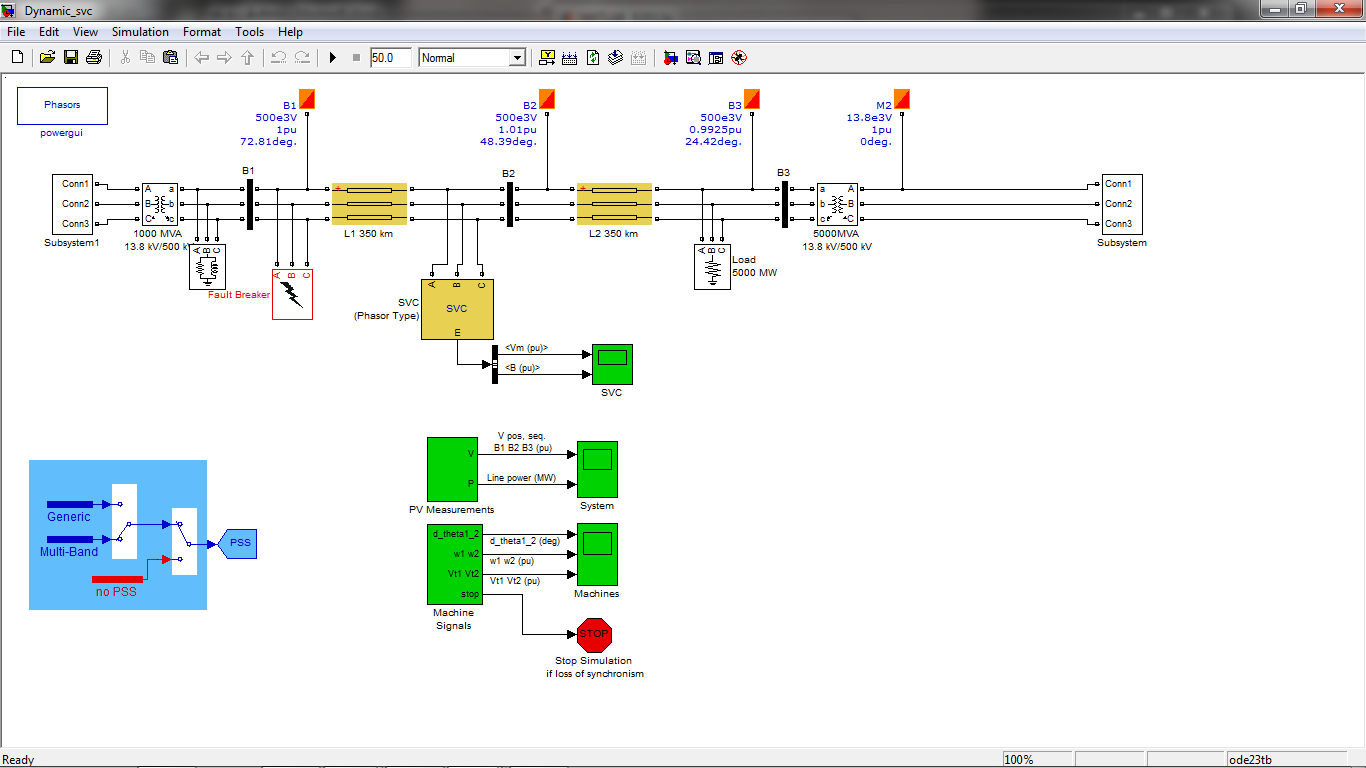 Dynamic_svc
File Edit View Simulation Format Tools Help
50.0 Normal
Phasors
powergui
B1
500e3V
1pu
72.81deg.
B2
500e3V
1.01pu
48.39deg.
B3
500e3V
0.9925pu
24.42deg.
M2
13.8e3V
1pu
0deg.
Conn1
Conn2
Conn3
Subsystem1
A a
B b
C c
1000 MVA
13.8 kV/500 kV
B1
A B C
Fault Breaker
A B C
L1 350 km
B2
A B C
SVC
m
SVC
(Phasor Type)
<Vm (pu)>
<B (pu)>
SVC
L2 350 km
A B C
Load
5000 MW
B3
a A
b B
c C
5000MVA
13.8 kV/500 kV
Conn1
Conn2
Conn3
Subsystem
V
P
PV Measurements
V pos, seq.
B1 B2 B3 (pu)
Line power (MW)
System
d_theta1_2
w1 w2
Vt1 Vt2
stop
Machine
Signals
d_theta1_2 (deg)
w1 w2 (pu)
Vt1 Vt2 (pu)
Machines
STOP
Stop Simulation
if loss of synchronism
Generic
Multi-Band
no PSS
PSS
Ready 100% ode23tb